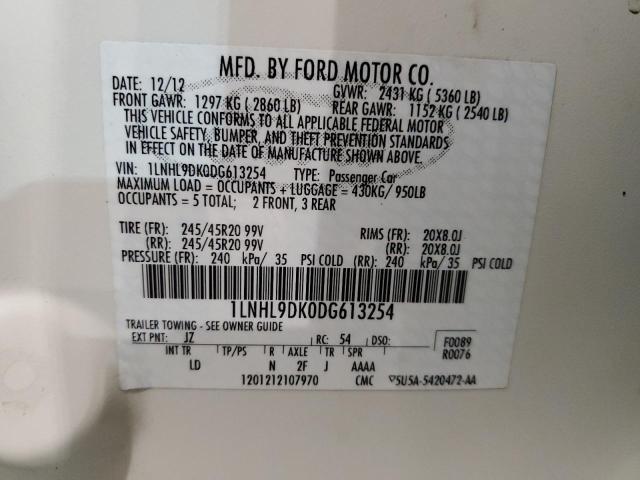 MFD. BY FORD MOTOR CO.
DATE: 12/12 GVWR: 2431 KG ( 5360 LB)
FRONT GAWR: 1297 KG ( 2860 LB) REAR GAWR: 1152 KG ( 2540 LB)
THIS VEHICLE CONFORMS TO ALL APPLICABLE FEDERAL MOTOR
VEHICLE SAFETY, BUMPER, AND THEFT PREVENTION STANDARDS
IN EFFECT ON THE DATE OF MANUFACTURE SHOWN ABOVE.
VIN: 1LNHL9DK0DG613254 TYPE: Passenger Car
MAXIMUM LOAD = OCCUPANTS + LUGGAGE = 430KG/ 950LB
OCCUPANTS = 5 TOTAL; 2 FRONT, 3 REAR
TIRE (FR): 245/45R20 99V RIMS (FR): 20X8.0J
(RR): 245/45R20 99V (RR): 20X8.0J
PRESSURE (FR): 240 kPa/ 35 PSI COLD (RR): 240 kPa/ 35 PSI COLD
1LNHL9DK0DG613254
TRAILER TOWING - SEE OWNER GUIDE
EXT PNT: JZ RC: 54 DSO: F0089
R0076
INT TR TP/PS R AXLE TR SPR
LD N 2F J AAAA
1201212107970 CMC 5U5A-5420472-AA